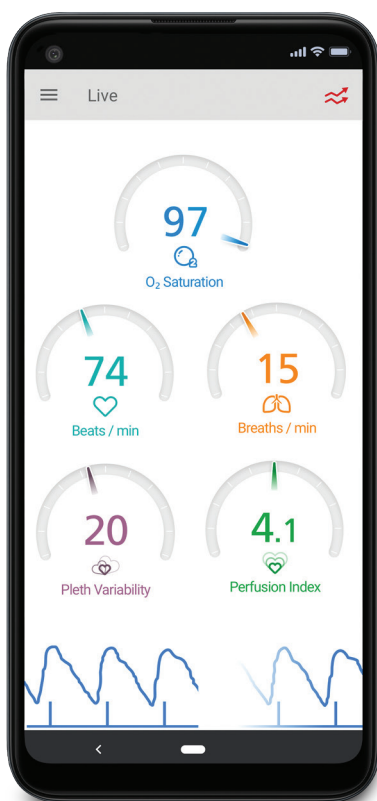 Live
97
O₂ Saturation
74
Beats / min
15
Breaths / min
20
Pleth Variability
4.1
Perfusion Index